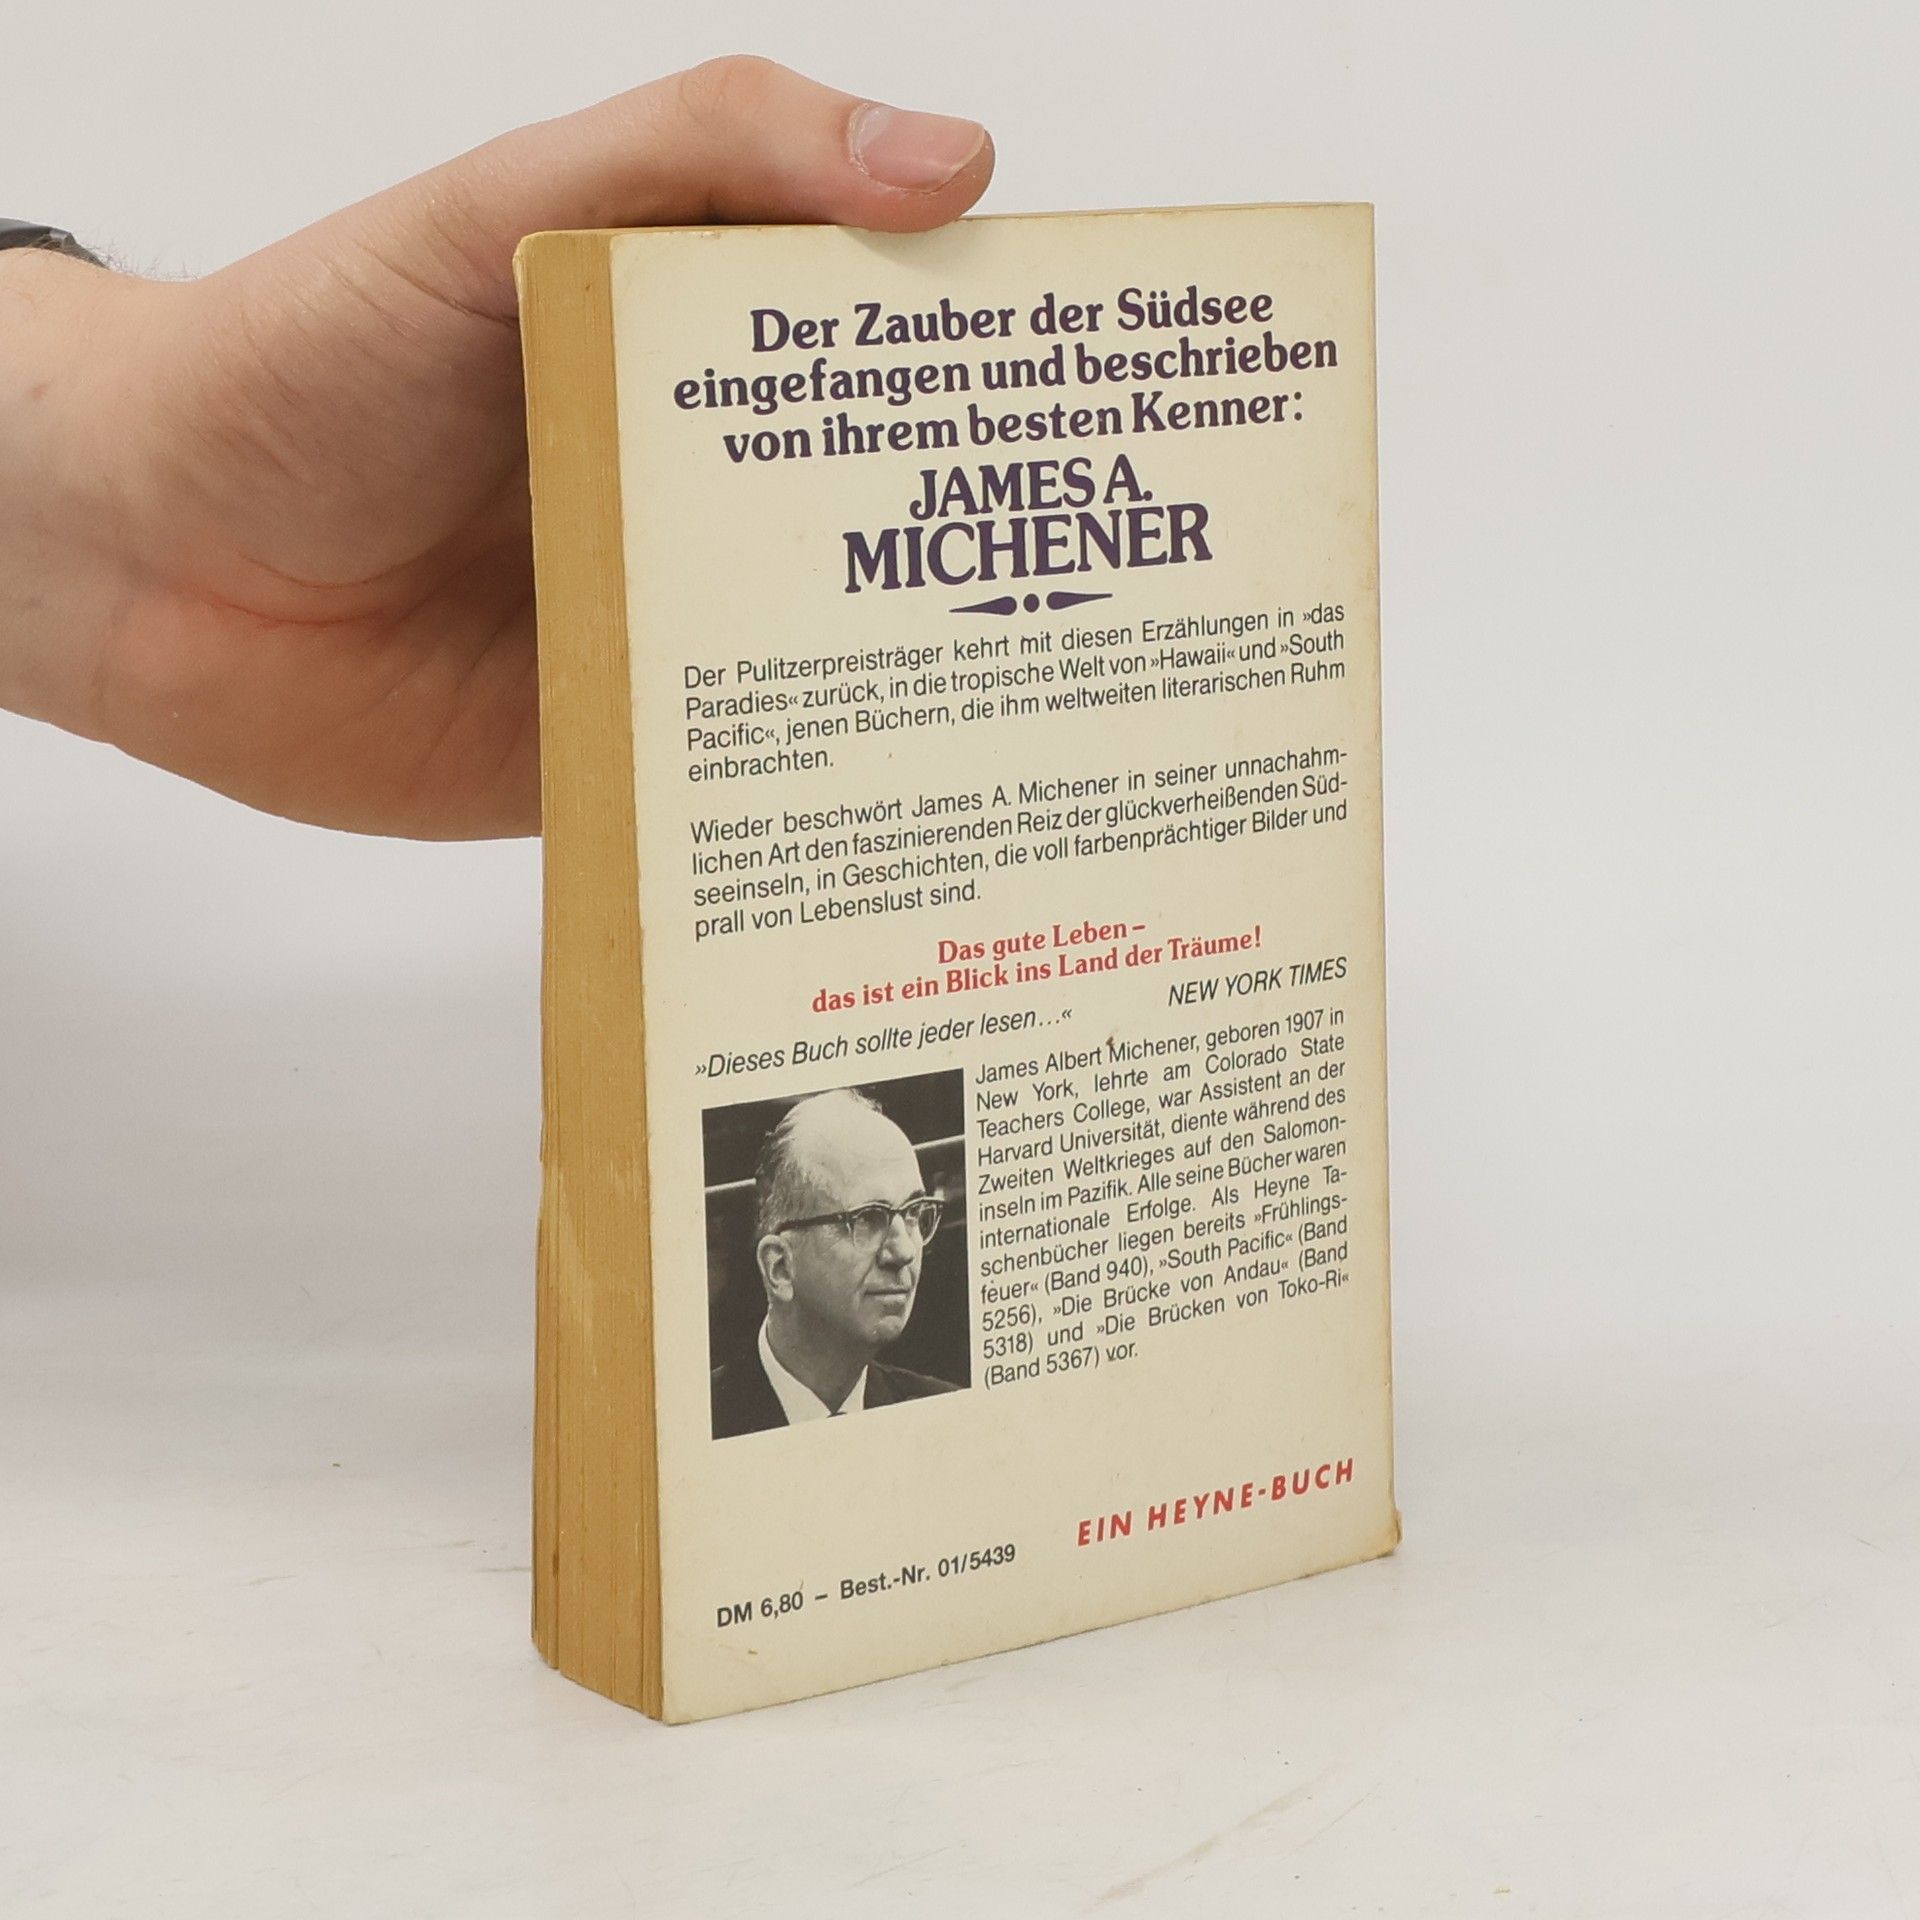 Der Zauber der Südsee
eingefangen und beschrieben
von ihrem besten Kenner:
JAMES A.
MICHENER
Der Pulitzerpreisträger kehrt mit diesen Erzählungen in »das
Paradies« zurück, in die tropische Welt von »Hawaii« und »South
Pacific«, jenen Büchern, die ihm weltweiten literarischen Ruhm
einbrachten.
Wieder beschwört James A. Michener in seiner unnachahm-
lichen Art den faszinierenden Reiz der glückverheißenden Süd-
seeinseln, in Geschichten, die voll farbenprächtiger Bilder und
prall von Lebenslust sind.
Das gute Leben –
das ist ein Blick ins Land der Träume!
»Dieses Buch sollte jeder lesen...« NEW YORK TIMES
James Albert Michener, geboren 1907 in
New York, lehrte am Colorado State
Teachers College, war Assistent an der
Harvard Universität, diente während des
Zweiten Weltkrieges auf den Salomon-
inseln im Pazifik. Alle seine Bücher waren
internationale Erfolge. Als Heyne Ta-
schenbücher liegen bereits »Frühlings-
feuer« (Band 940), »South Pacific« (Band
5256), »Die Brücke von Andau« (Band
5318) und »Die Brücken von Toko-Ri«
(Band 5367) vor.
EIN HEYNE-BUCH
DM 6,80 – Best.-Nr. 01/5439